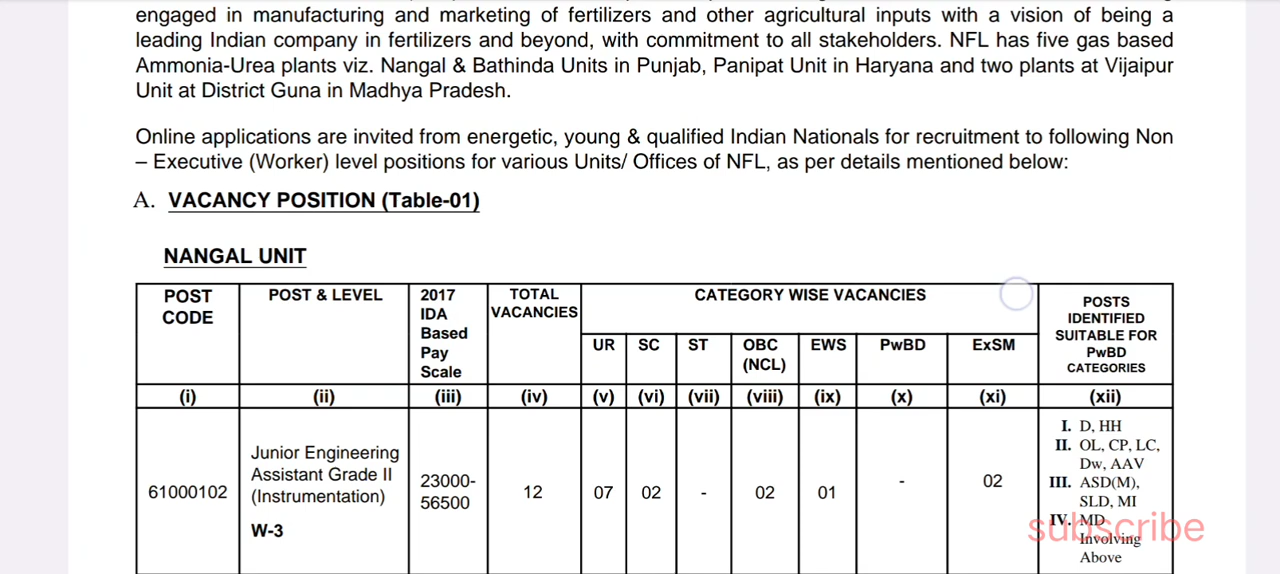 engaged in manufacturing and marketing of fertilizers and other agricultural inputs with a vision of being a
leading Indian company in fertilizers and beyond, with commitment to all stakeholders. NFL has five gas based
Ammonia-Urea plants viz. Nangal & Bathinda Units in Punjab, Panipat Unit in Haryana and two plants at Vijaipur
Unit at District Guna in Madhya Pradesh.
Online applications are invited from energetic, young & qualified Indian Nationals for recruitment to following Non
– Executive (Worker) level positions for various Units/ Offices of NFL, as per details mentioned below:
A. VACANCY POSITION (Table-01)
NANGAL UNIT
POST CODE
POST & LEVEL
2017 IDA Based Pay Scale
TOTAL VACANCIES
CATEGORY WISE VACANCIES
POSTS IDENTIFIED SUITABLE FOR PwBD CATEGORIES
UR SC ST OBC (NCL) EWS PwBD ExSM
(i) (ii) (iii) (iv) (v) (vi) (vii) (viii) (ix) (x) (xi) (xii)
61000102
Junior Engineering
Assistant Grade II
(Instrumentation)
W-3
23000-
56500
12 07 02 - 02 01 - 02
I. D, HH
II. OL, CP, LC,
Dw, AAV
III. ASD(M),
SLD, MI
IV. MD
Involving
Above
subscribe